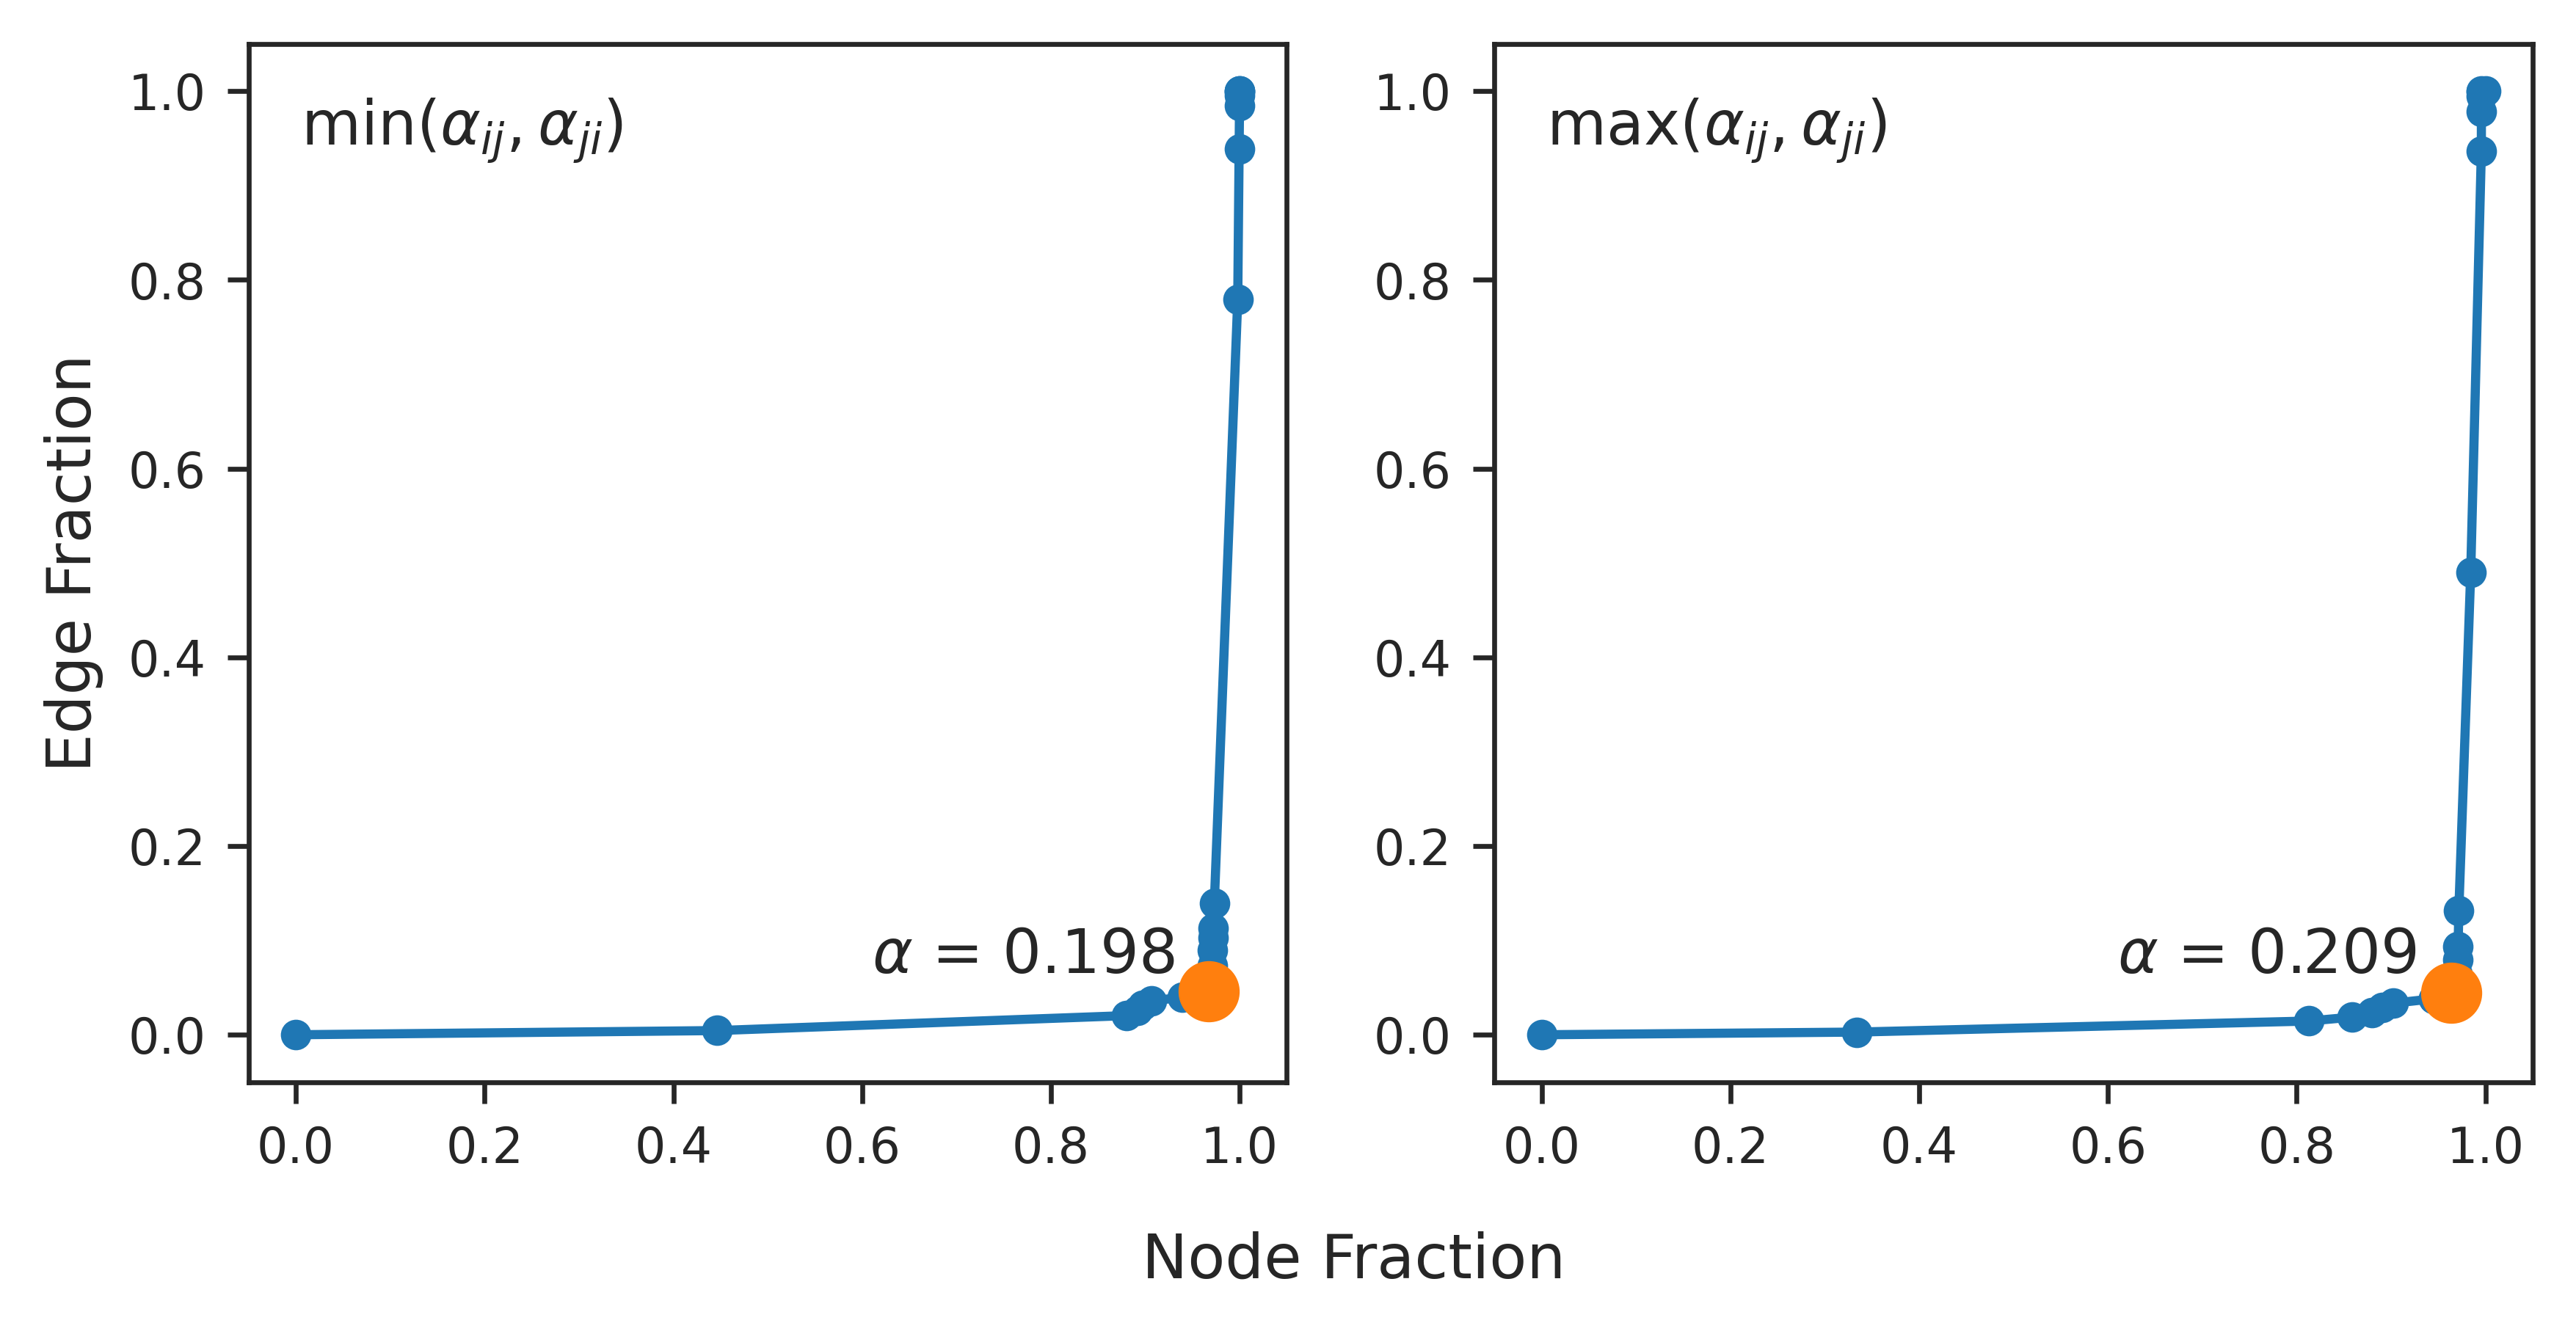 min(αij, αji)
max(αij, αji)
1.0
0.8
0.6
0.4
0.2
0.0
1.0
0.8
0.6
0.4
0.2
0.0
Edge Fraction
α = 0.198
α = 0.209
0.0 0.2 0.4 0.6 0.8 1.0
0.0 0.2 0.4 0.6 0.8 1.0
Node Fraction